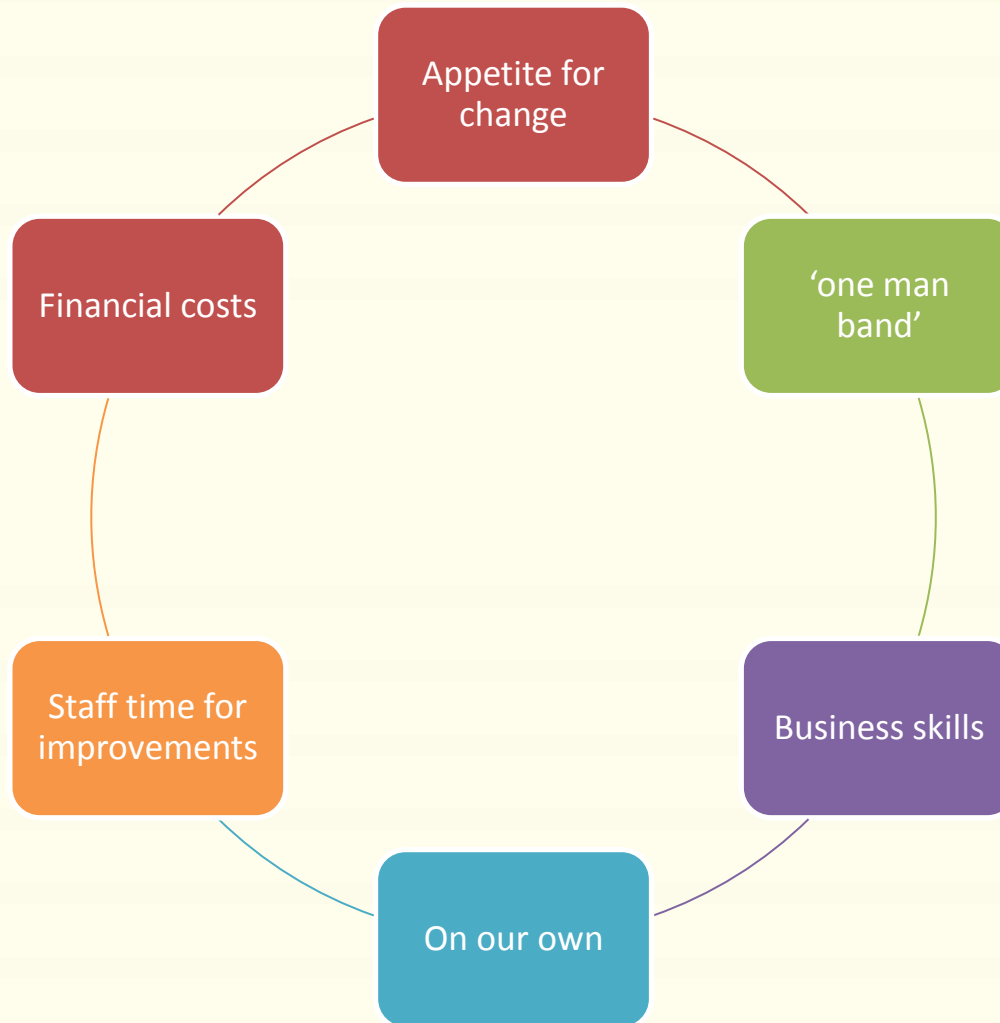 Appetite for
change
Financial costs
‘one man
band’
Staff time for
improvements
Business skills
On our own